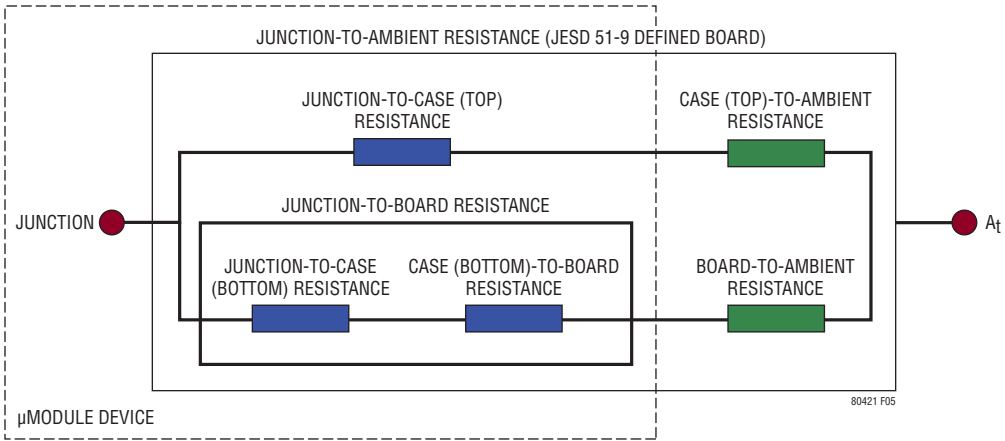 JUNCTION-TO-AMBIENT RESISTANCE (JESD 51-9 DEFINED BOARD)
JUNCTION-TO-CASE (TOP)
RESISTANCE
CASE (TOP)-TO-AMBIENT
RESISTANCE
JUNCTION
JUNCTION-TO-BOARD RESISTANCE
At
JUNCTION-TO-CASE
(BOTTOM) RESISTANCE
CASE (BOTTOM)-TO-BOARD
RESISTANCE
BOARD-TO-AMBIENT
RESISTANCE
80421 F05
µMODULE DEVICE